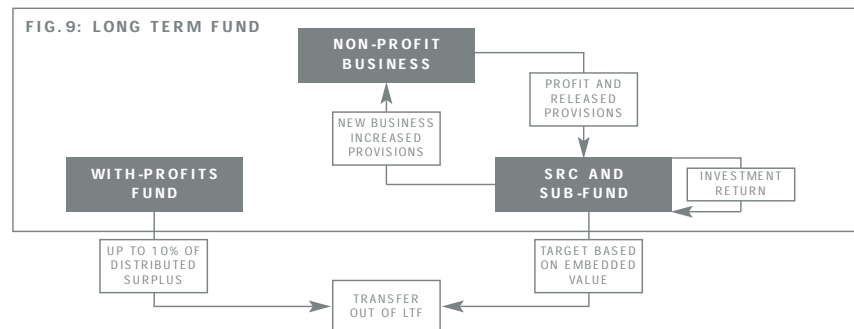 FIG.9: LONG TERM FUND
NON-PROFIT
BUSINESS
PROFIT AND
RELEASED
PROVISIONS
NEW BUSINESS
INCREASED
PROVISIONS
WITH-PROFITS
FUND
SRC AND
SUB-FUND
INVESTMENT
RETURN
UP TO 10% OF
DISTRIBUTED
SURPLUS
TARGET BASED
ON EMBEDDED
VALUE
TRANSFER
OUT OF LTF